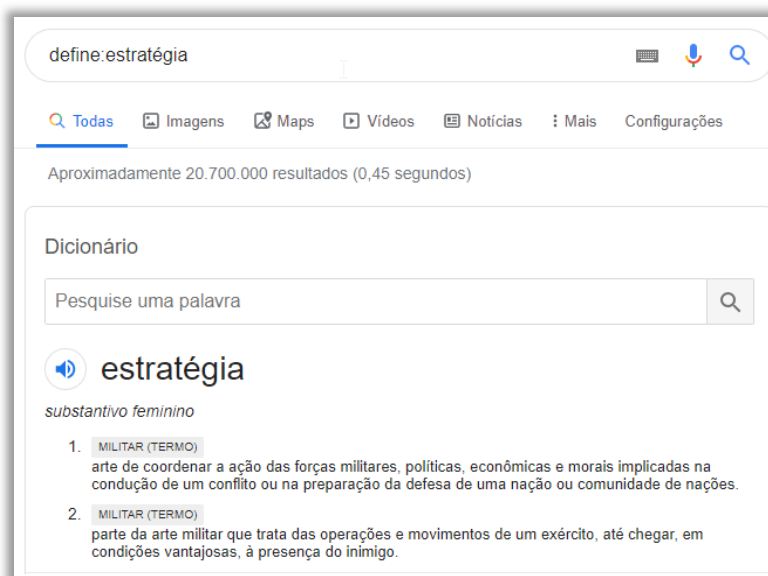 define:estratégia
Todas Imagens Maps Vídeos Notícias Mais Configurações
Aproximadamente 20.700.000 resultados (0,45 segundos)
Dicionário
Pesquise uma palavra
estratégia
substantivo feminino
1. MILITAR (TERMO)
arte de coordenar a ação das forças militares, políticas, econômicas e morais implicadas na
condução de um conflito ou na preparação da defesa de uma nação ou comunidade de nações.
2. MILITAR (TERMO)
parte da arte militar que trata das operações e movimentos de um exército, até chegar, em
condições vantajosas, à presença do inimigo.